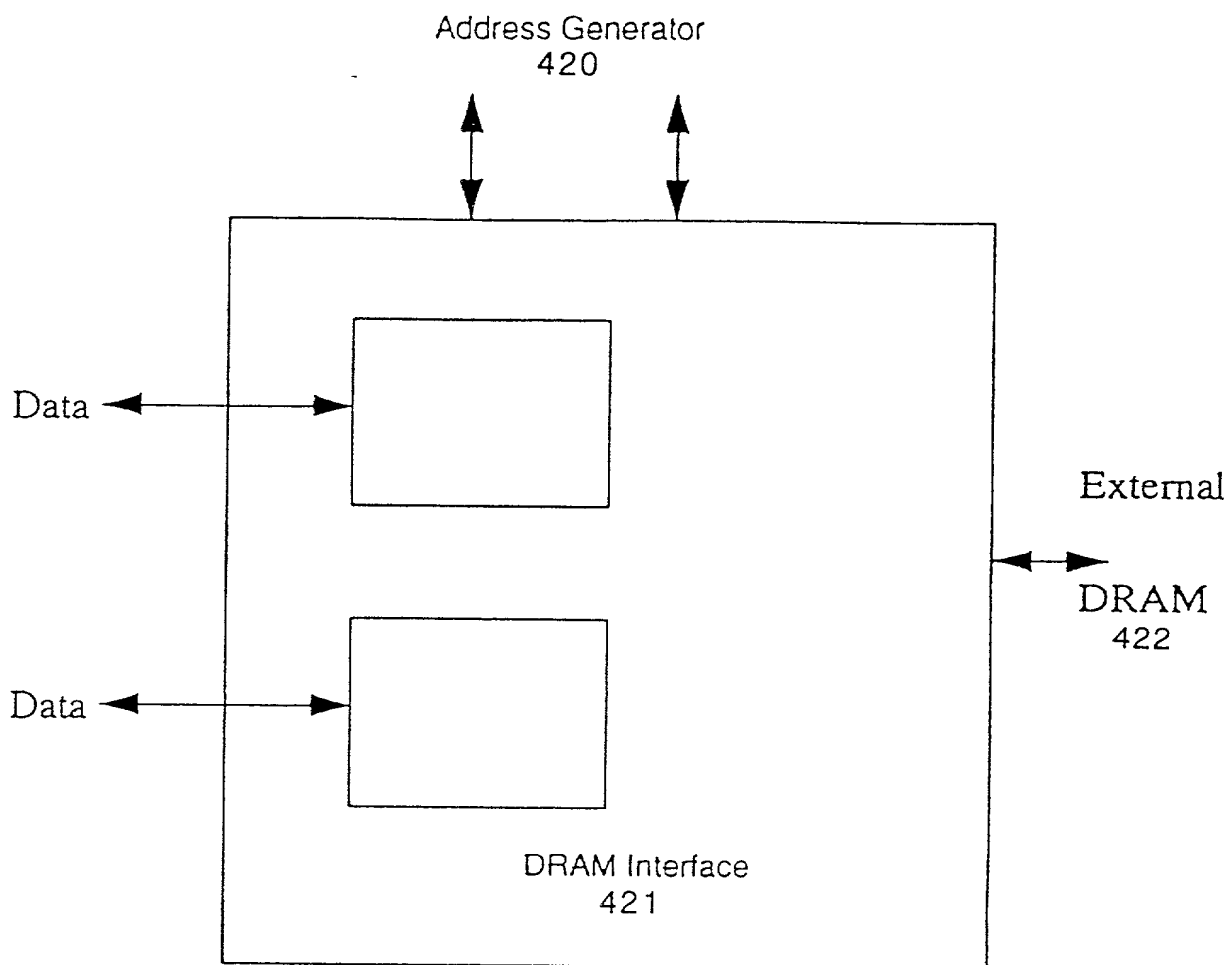 Address Generator
420
Data
External
DRAM
422
Data
DRAM Interface
421